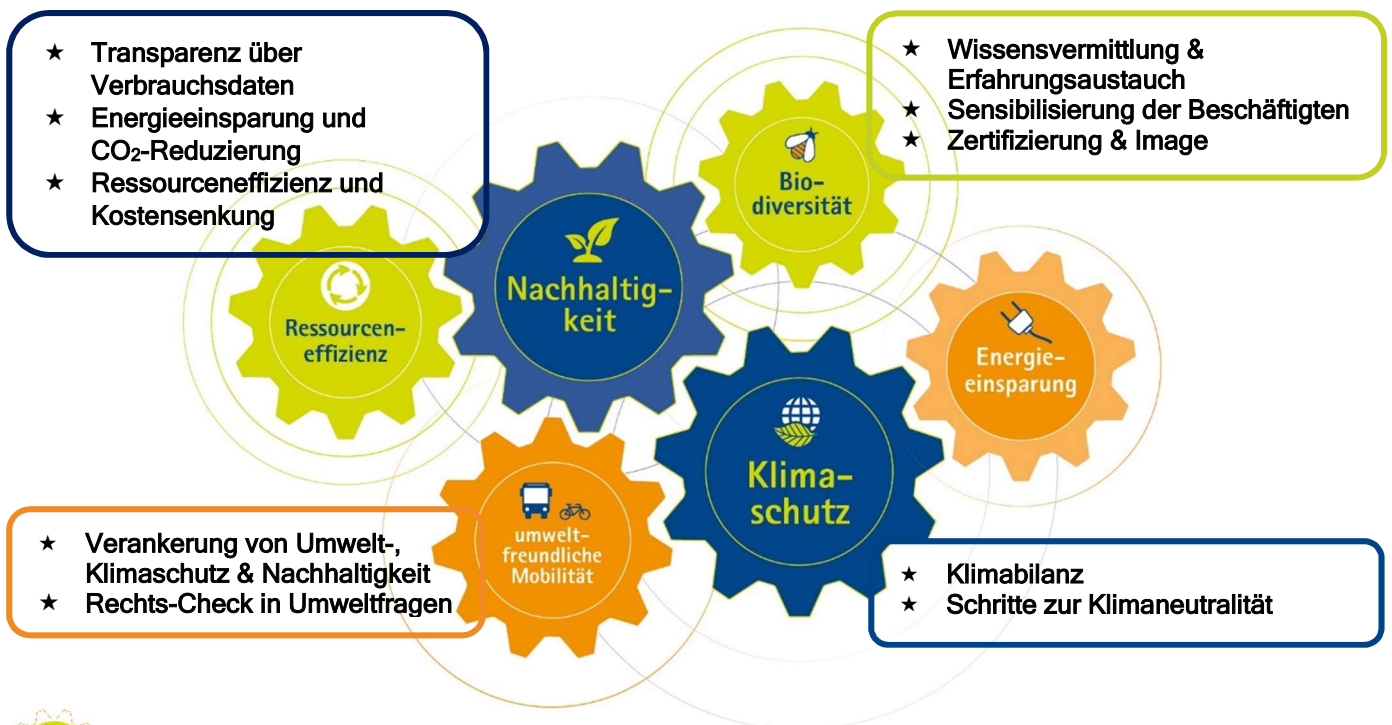 ★ Transparenz über
Verbrauchsdaten
★ Energieeinsparung und
CO₂-Reduzierung
★ Ressourceneffizienz und
Kostensenkung
★ Wissensvermittlung &
Erfahrungsaustauch
★ Sensibilisierung der Beschäftigten
★ Zertifizierung & Image
Bio-
diversität
Nachhaltig-
keit
Ressourcen-
effizienz
Energie-
einsparung
Klima-
schutz
umwelt-
freundliche
Mobilität
★ Verankerung von Umwelt-,
Klimaschutz & Nachhaltigkeit
★ Rechts-Check in Umweltfragen
★ Klimabilanz
★ Schritte zur Klimaneutralität